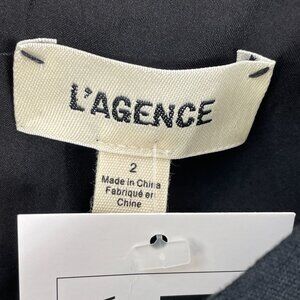 L'AGENCE
2
Made in China
Fabriqué en
Chine